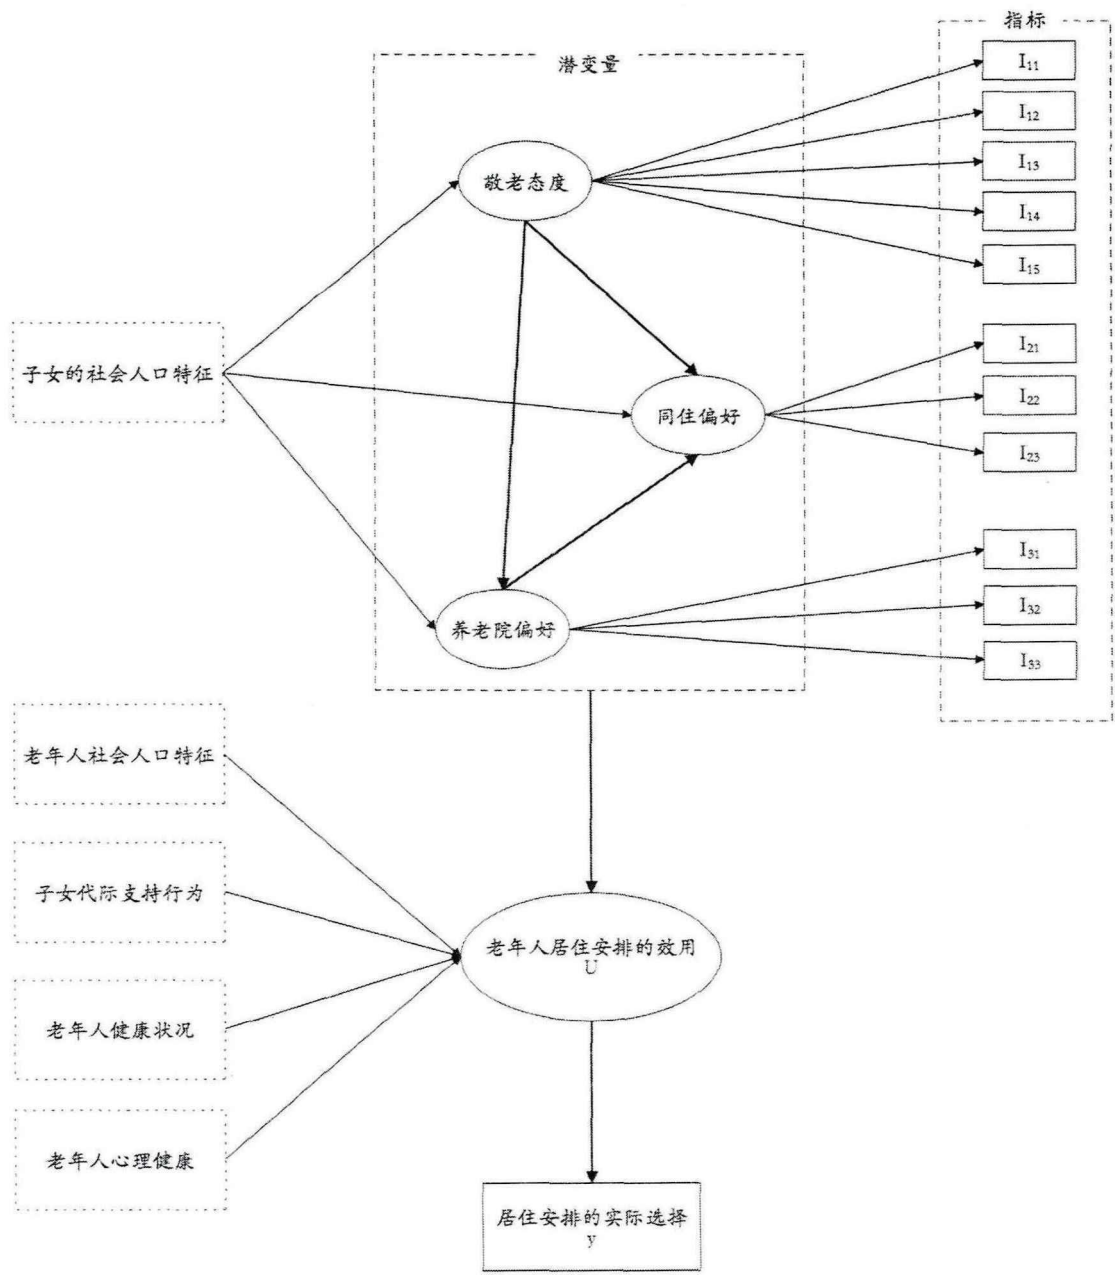 指标
潜变量
I11
I12
I13
I14
I15
敬老态度
子女的社会人口特征
I21
I22
I23
同住偏好
I31
I32
I33
养老院偏好
老年人社会人口特征
子女代际支持行为
老年人居住安排的效用
U
老年人健康状况
老年人心理健康
居住安排的实际选择
y